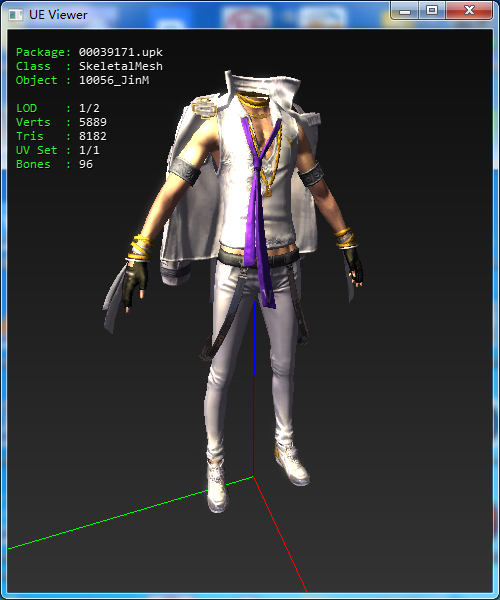 UE Viewer
Package: 00039171.upk
Class : SkeletalMesh
Object : 10056_JinM
LOD : 1/2
Verts : 5889
Tris : 8182
UV Set : 1/1
Bones : 96